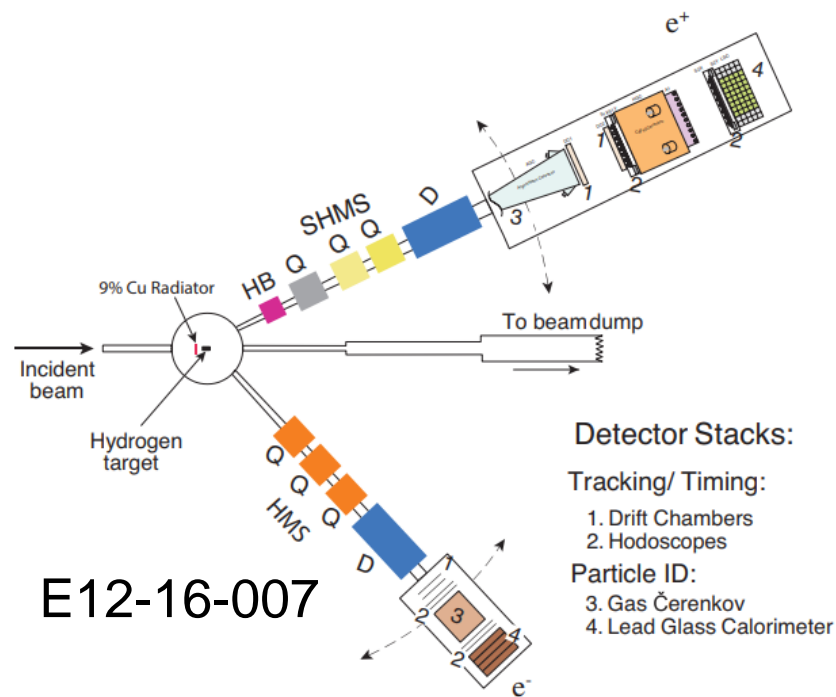 e+
4
1
2
2
1
3
D
SHMS
Q
Q
Q
HB
9% Cu Radiator
To beam dump
Incident
beam
Hydrogen
target
Q
Q
Q
HMS
D
1
2
3
4
2
e-
E12-16-007
Detector Stacks:
Tracking/ Timing:
1. Drift Chambers
2. Hodoscopes
Particle ID:
3. Gas Čerenkov
4. Lead Glass Calorimeter